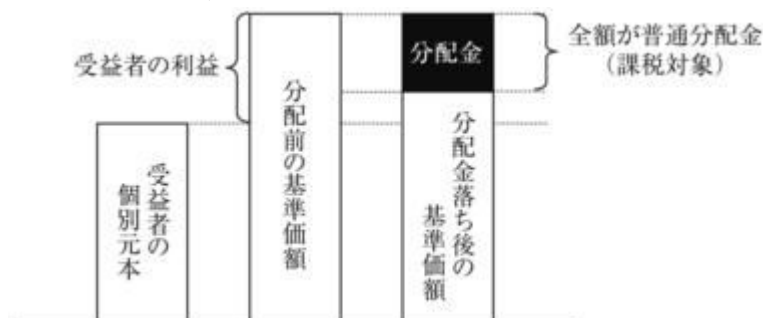 受益者の利益
分配金
全額が普通分配金
（課税対象）
受益者の
個別元本
分配前の基準価額
分配金落ち後の
基準価額